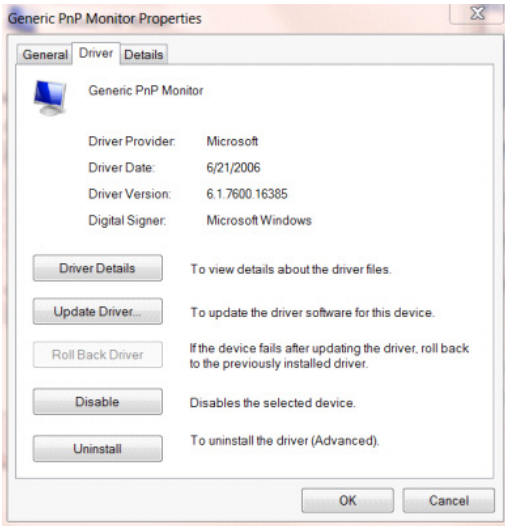 Generic PnP Monitor Properties
General Driver Details
Generic PnP Monitor
Driver Provider: Microsoft
Driver Date: 6/21/2006
Driver Version: 6.1.7600.16385
Digital Signer: Microsoft Windows
Driver Details To view details about the driver files.
Update Driver... To update the driver software for this device.
Roll Back Driver If the device fails after updating the driver, roll back
to the previously installed driver.
Disable Disables the selected device.
Uninstall To uninstall the driver (Advanced).
OK Cancel